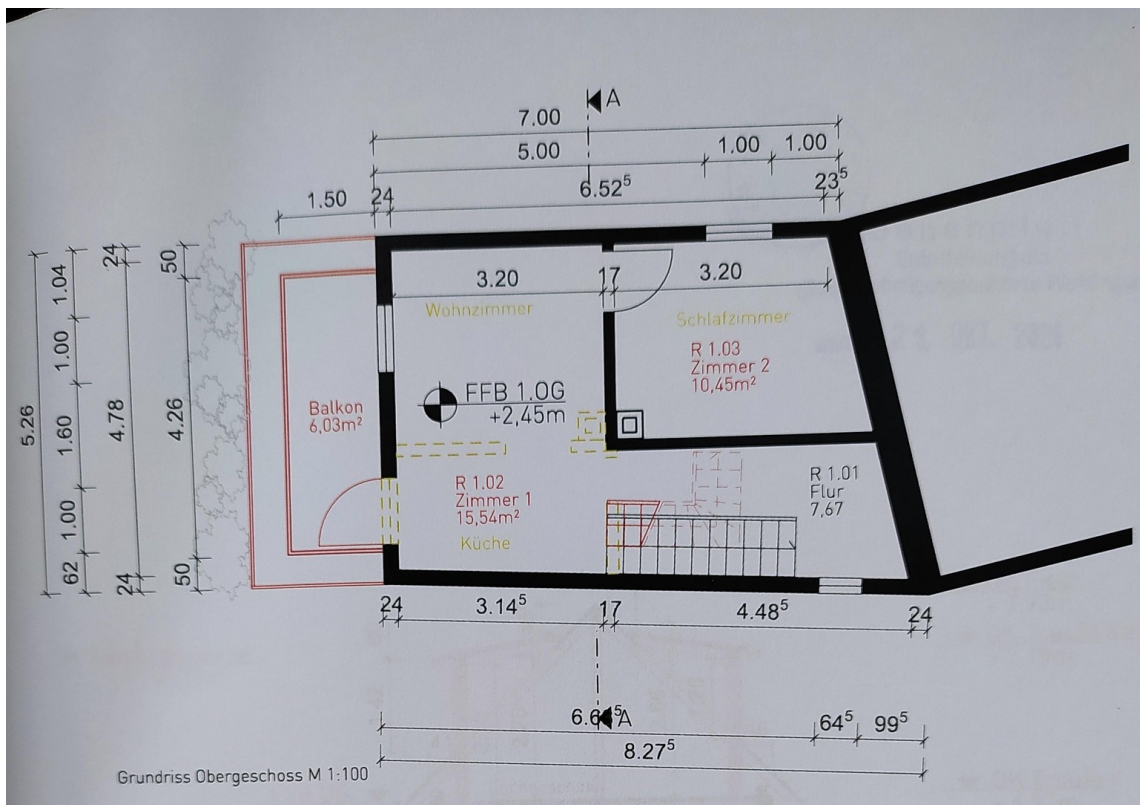 A
7.00
5.00
1.00
1.00
1.50
24
6.52⁵
23⁵
5.26
1.04
1.00
1.60
1.00
62
24
4.78
24
50
4.26
50
3.20
17
3.20
Wohnzimmer
Schlafzimmer
R 1.03
Zimmer 2
10,45m²
Balkon
6,03m²
FFB 1.OG
+2,45m
R 1.02
Zimmer 1
15,54m²
Küche
R 1.01
Flur
7,67
24
3.14⁵
17
4.48⁵
24
A
64⁵
99⁵
8.27⁵
Grundriss Obergeschoss M 1:100